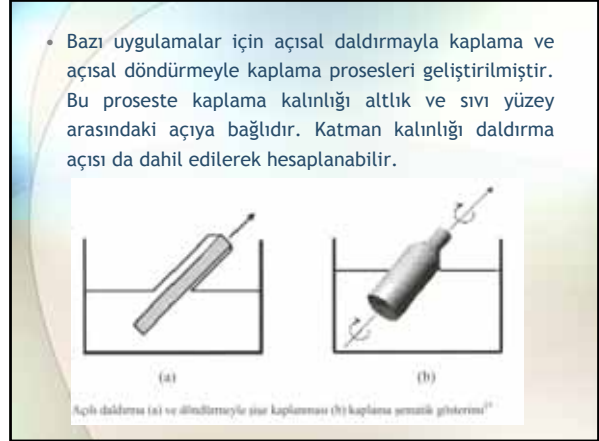 • Bazı uygulamalar için açısal daldırmayla kaplama ve
açısal döndürmeyle kaplama prosesleri geliştirilmiştir.
Bu proseste kaplama kalınlığı altlık ve sıvı yüzey
arasındaki açıya bağlıdır. Katman kalınlığı daldırma
açısı da dahil edilerek hesaplanabilir.
(a) (b)
Açılı daldırma (a) ve döndürmeyle şişe kaplanması (b) kaplama şematik gösterimi